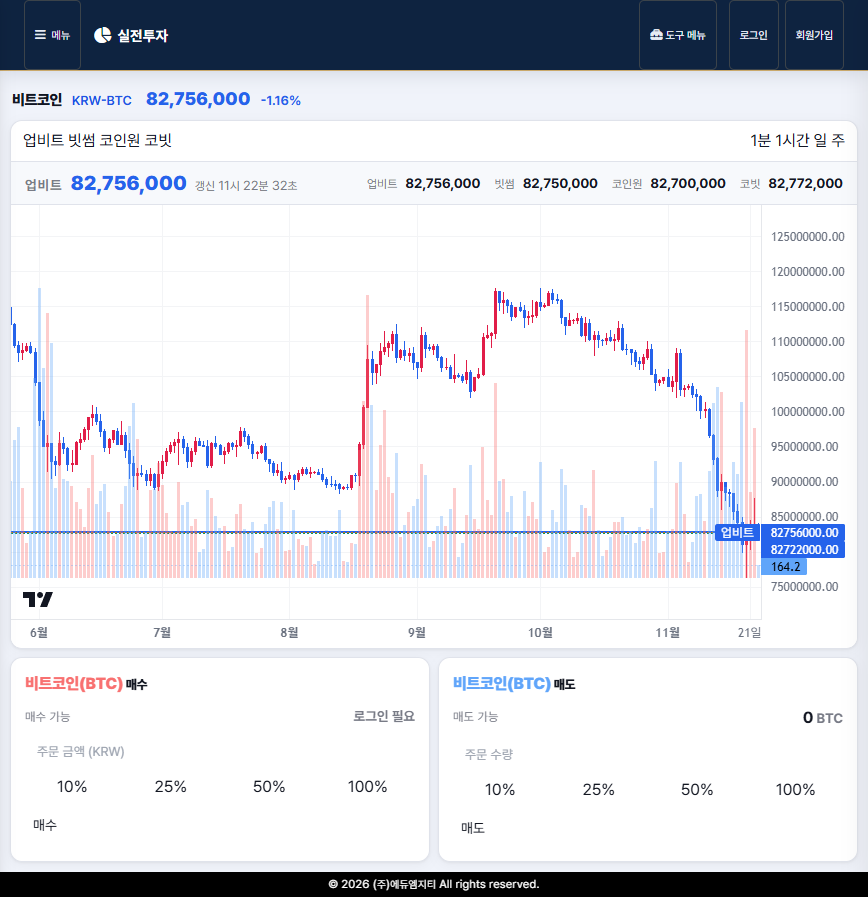 메뉴 실전투자 도구 메뉴 로그인 회원가입
비트코인 KRW-BTC 82,756,000 -1.16%
업비트 빗썸 코인원 코빗 1분 1시간 일 주
업비트 82,756,000 갱신 11시 22분 32초 업비트 82,756,000 빗썸 82,750,000 코인원 82,700,000 코빗 82,772,000
125000000.00
120000000.00
115000000.00
110000000.00
105000000.00
100000000.00
95000000.00
90000000.00
85000000.00
업비트 82756000.00
82722000.00
164.2
75000000.00
6월 7월 8월 9월 10월 11월 21일
비트코인(BTC) 매수
매수 가능 로그인 필요
주문 금액 (KRW)
10% 25% 50% 100%
매수
비트코인(BTC) 매도
매도 가능 0 BTC
주문 수량
10% 25% 50% 100%
매도
© 2026 (주)에듀엠지티 All rights reserved.